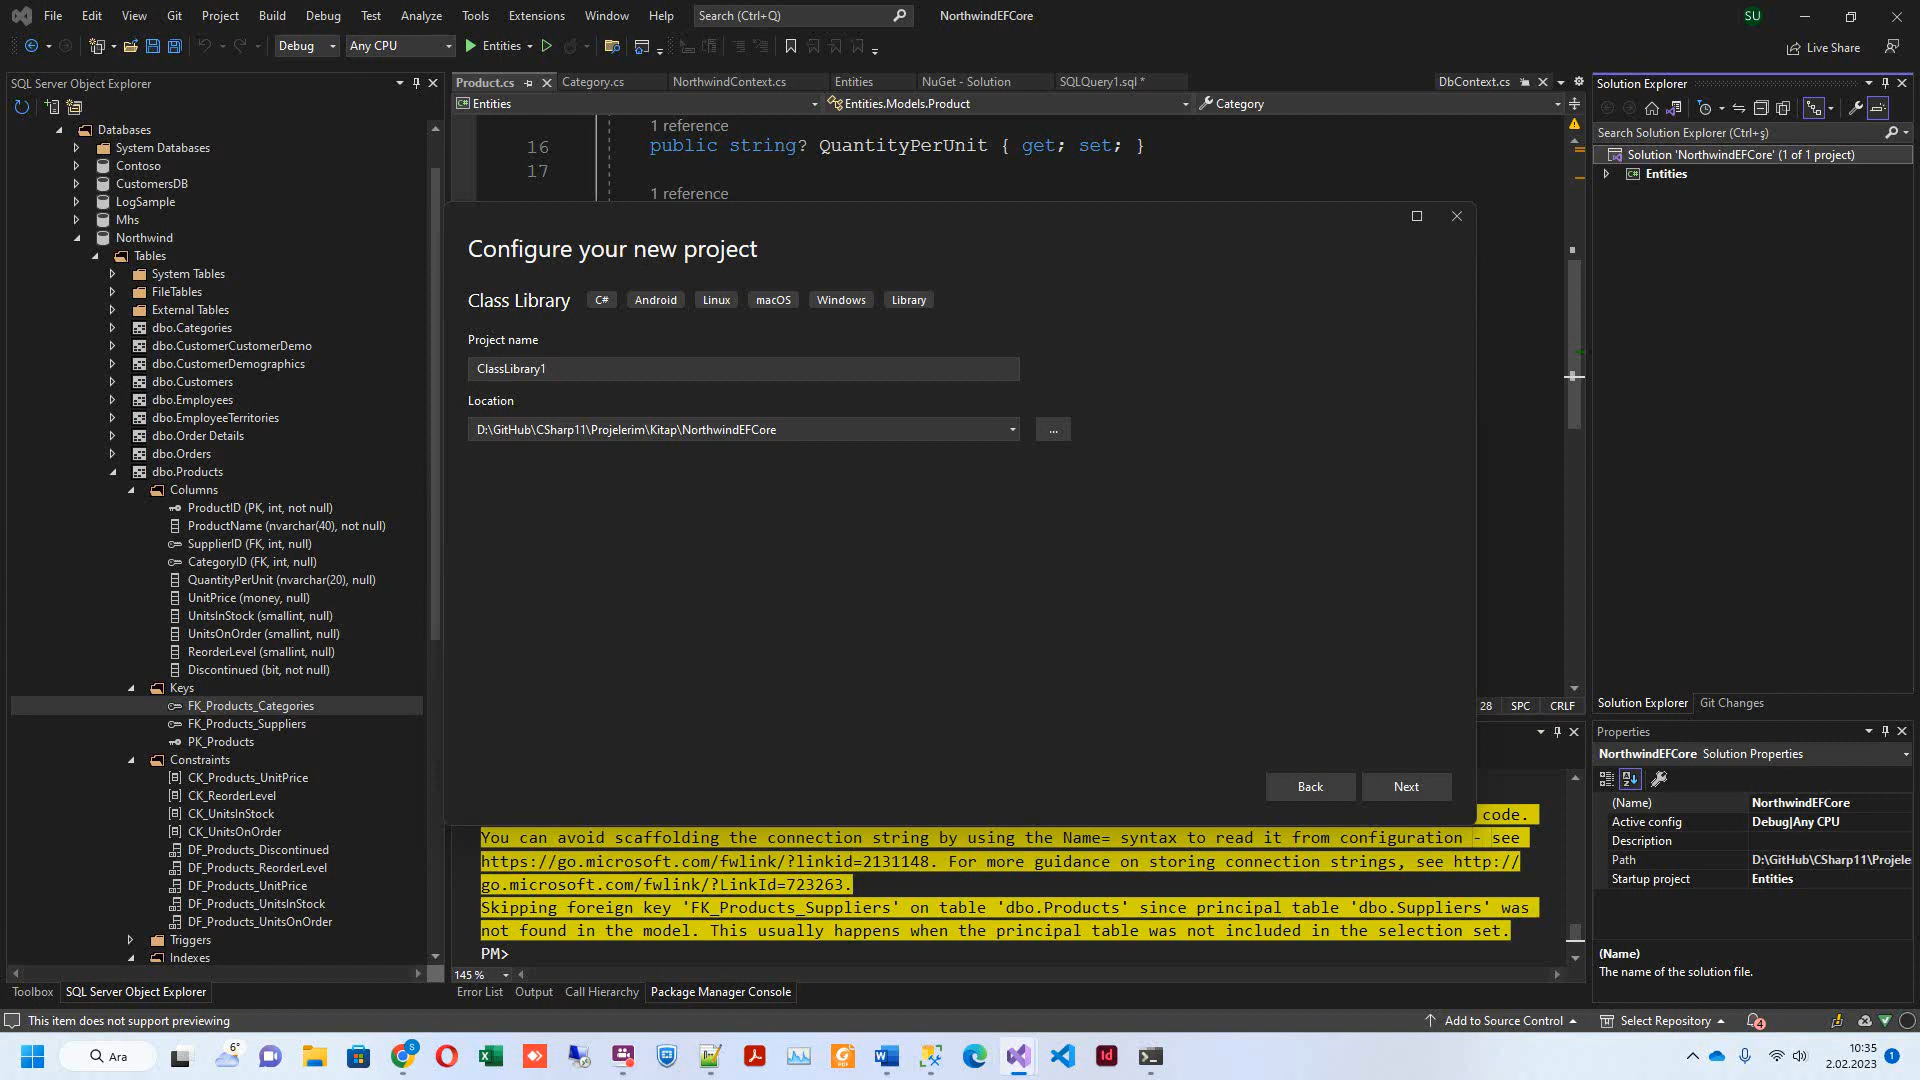 File Edit View Git Project Build Debug Test Analyze Tools Extensions Window Help Search (Ctrl+Q) NorthwindEFCore SU
Debug Any CPU Entities Live Share
SQL Server Object Explorer
Databases
System Databases
Contoso
CustomersDB
LogSample
Mhs
Northwind
Tables
System Tables
FileTables
External Tables
dbo.Categories
dbo.CustomerCustomerDemo
dbo.CustomerDemographics
dbo.Customers
dbo.Employees
dbo.EmployeeTerritories
dbo.Order Details
dbo.Orders
dbo.Products
Columns
ProductID (PK, int, not null)
ProductName (nvarchar(40), not null)
SupplierID (FK, int, null)
CategoryID (FK, int, null)
QuantityPerUnit (nvarchar(20), null)
UnitPrice (money, null)
UnitsInStock (smallint, null)
UnitsOnOrder (smallint, null)
ReorderLevel (smallint, null)
Discontinued (bit, not null)
Keys
FK_Products_Categories
FK_Products_Suppliers
PK_Products
Constraints
CK_Products_UnitPrice
CK_ReorderLevel
CK_UnitsInStock
CK_UnitsOnOrder
DF_Products_Discontinued
DF_Products_ReorderLevel
DF_Products_UnitPrice
DF_Products_UnitsInStock
DF_Products_UnitsOnOrder
Triggers
Indexes
Toolbox SQL Server Object Explorer
Product.cs Category.cs NorthwindContext.cs Entities NuGet - Solution SQLQuery1.sql * DbContext.cs
C# Entities Entities.Models.Product Category
1 reference
16 public string? QuantityPerUnit { get; set; }
17
1 reference
Configure your new project
Class Library C# Android Linux macOS Windows Library
Project name
ClassLibrary1
Location
D:\GitHub\CSharp11\Projelerim\Kitap\NorthwindEFCore
...
Back Next
28 SPC CRLF
code.
You can avoid scaffolding the connection string by using the Name= syntax to read it from configuration - see
https://go.microsoft.com/fwlink/?linkid=2131148. For more guidance on storing connection strings, see http://
go.microsoft.com/fwlink/?LinkId=723263.
Skipping foreign key 'FK_Products_Suppliers' on table 'dbo.Products' since principal table 'dbo.Suppliers' was
not found in the model. This usually happens when the principal table was not included in the selection set.
PM>
145 %
Error List Output Call Hierarchy Package Manager Console
Solution Explorer
Search Solution Explorer (Ctrl+ş)
Solution 'NorthwindEFCore' (1 of 1 project)
C# Entities
Solution Explorer Git Changes
Properties
NorthwindEFCore Solution Properties
(Name) NorthwindEFCore
Active config Debug|Any CPU
Description
Path D:\GitHub\CSharp11\Projele
Startup project Entities
(Name)
The name of the solution file.
This item does not support previewing Add to Source Control Select Repository 4
6° Ara S Id 10:35
2.02.2023 1